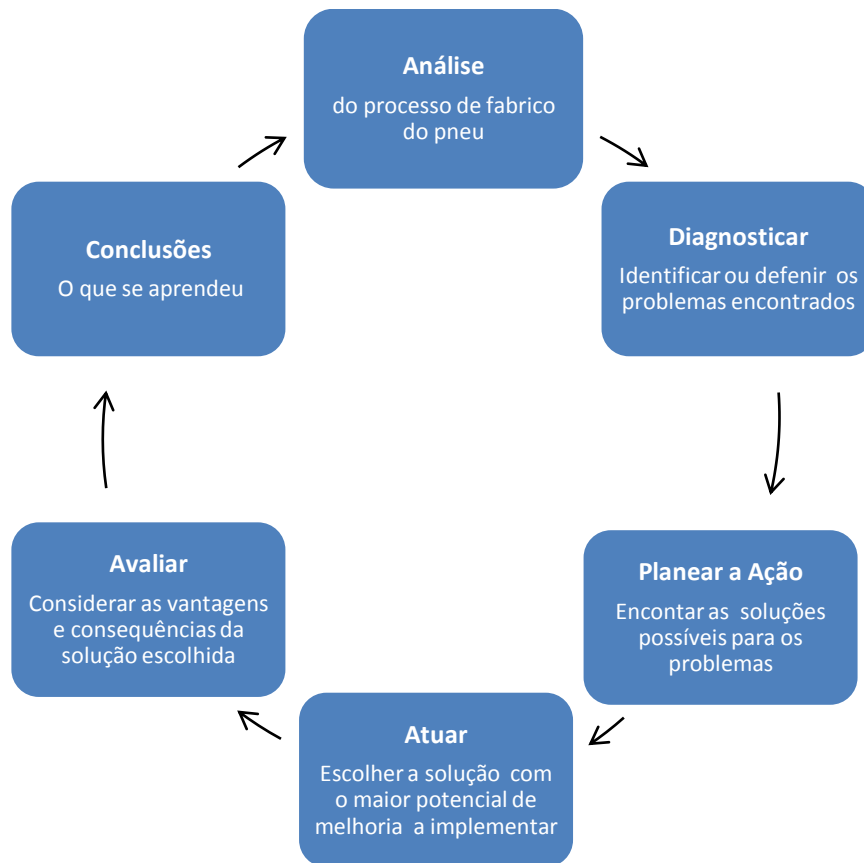 Análise
do processo de fabrico
do pneu
Diagnosticar
Identificar ou defenir os
problemas encontrados
Planear a Ação
Encontar as soluções
possíveis para os
problemas
Atuar
Escolher a solução com
o maior potencial de
melhoria a implementar
Avaliar
Considerar as vantagens
e consequências da
solução escolhida
Conclusões
O que se aprendeu